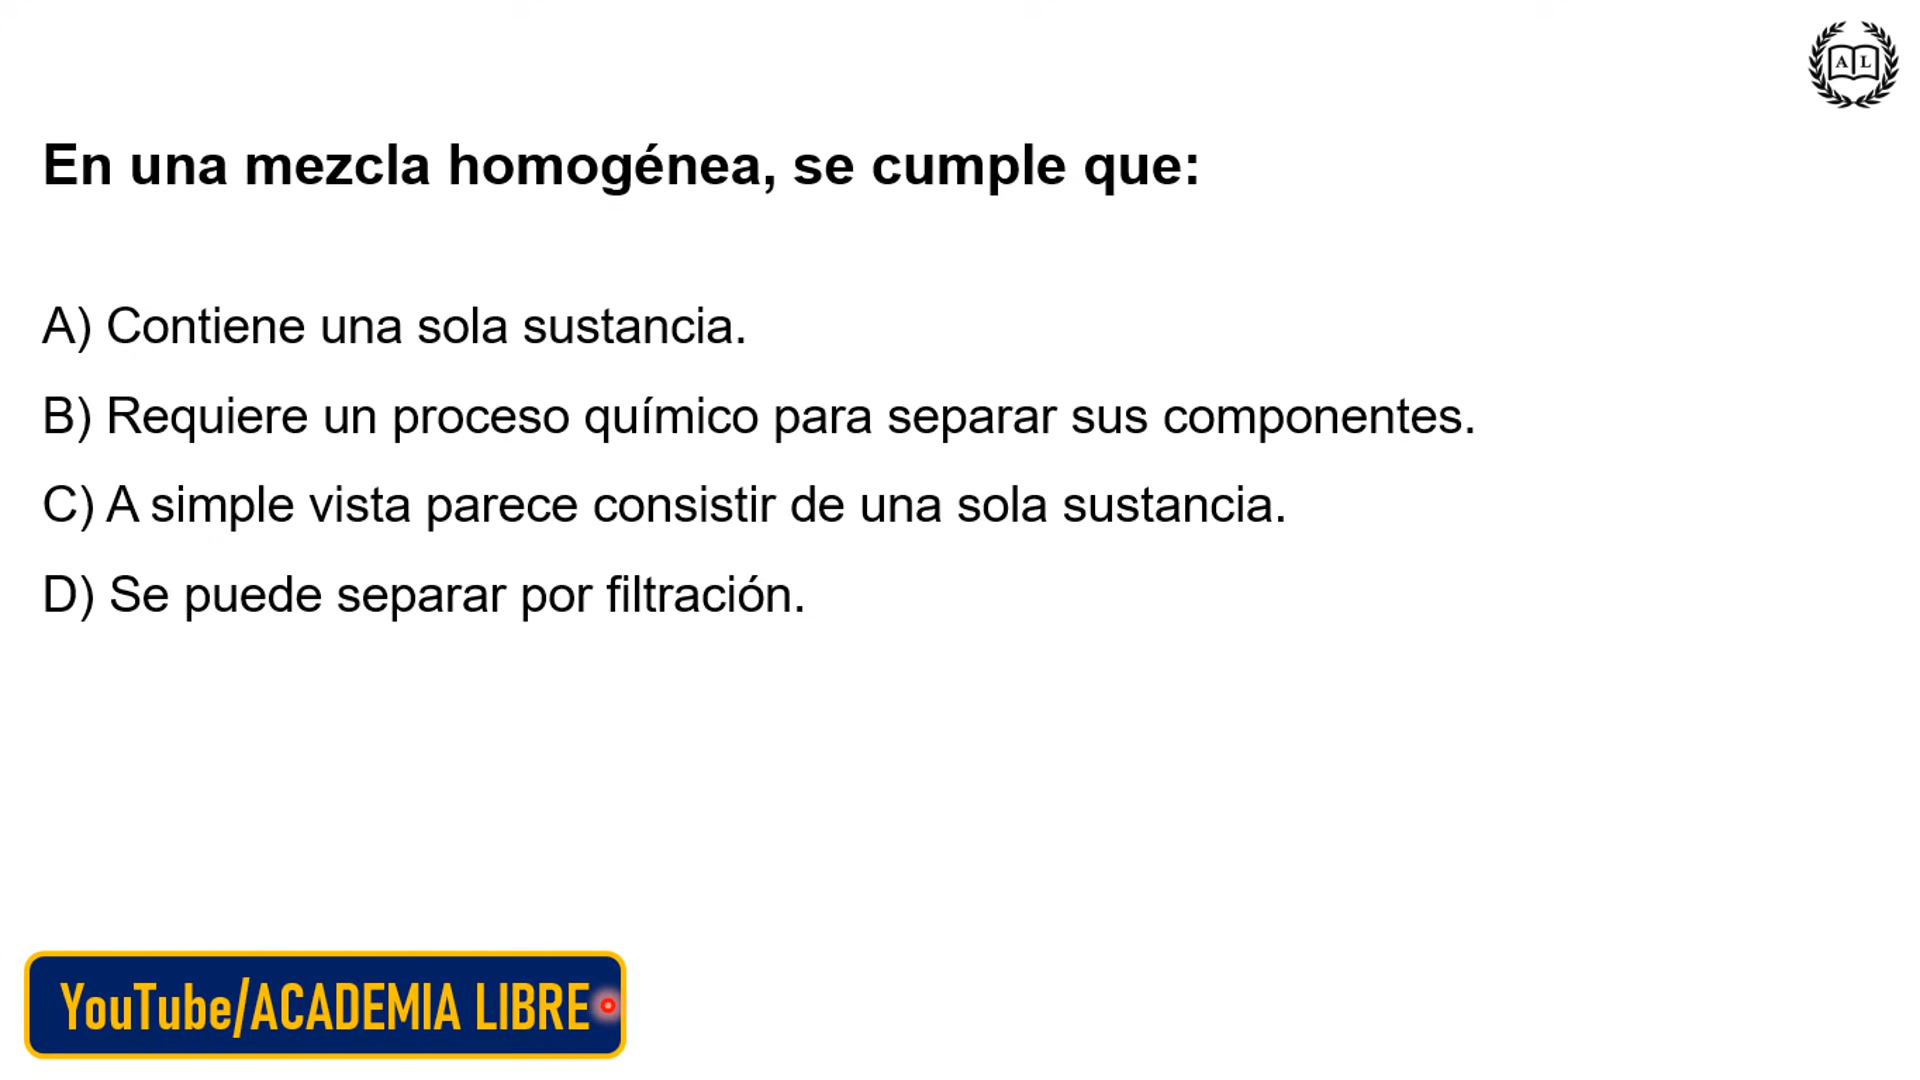 A L
En una mezcla homogénea, se cumple que:
A) Contiene una sola sustancia.
B) Requiere un proceso químico para separar sus componentes.
C) A simple vista parece consistir de una sola sustancia.
D) Se puede separar por filtración.
YouTube/ACADEMIA LIBRE